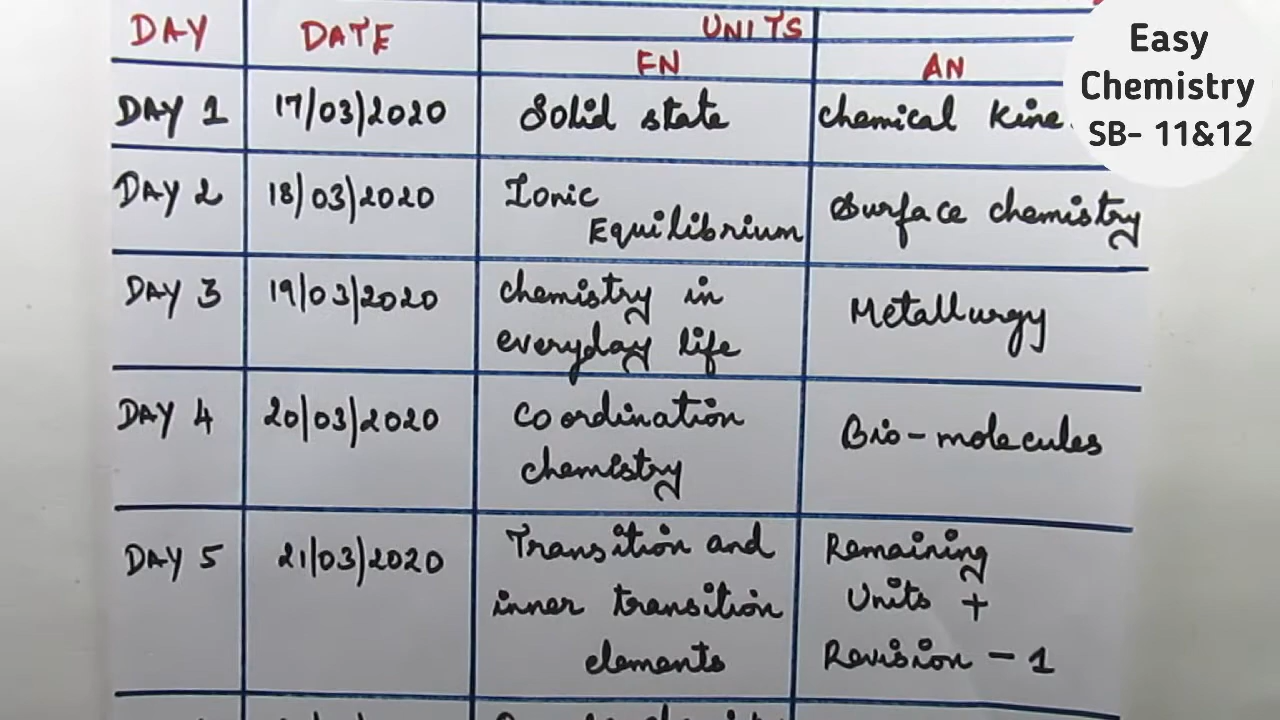 DAY DATE UNITS
FN AN
DAY 1 17/03/2020 Solid state chemical Kine
DAY 2 18/03/2020 Ionic Equilibrium Surface chemistry
DAY 3 19/03/2020 chemistry in everyday life Metallurgy
DAY 4 20/03/2020 Coordination chemistry Bio-molecules
DAY 5 21/03/2020 Transition and inner transition elements Remaining Units + Revision - 1
Easy
Chemistry
SB- 11&12